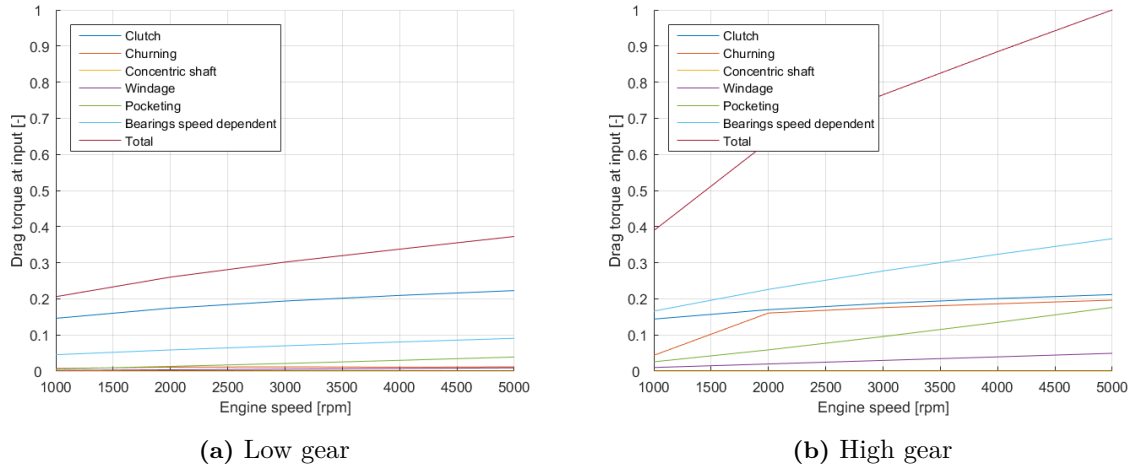 1
0.9
0.8
0.7
0.6
0.5
0.4
0.3
0.2
0.1
0
Drag torque at input [-]
Clutch
Churning
Concentric shaft
Windage
Pocketing
Bearings speed dependent
Total
1000 1500 2000 2500 3000 3500 4000 4500 5000
Engine speed [rpm]
(a) Low gear
1
0.9
0.8
0.7
0.6
0.5
0.4
0.3
0.2
0.1
0
Drag torque at input [-]
Clutch
Churning
Concentric shaft
Windage
Pocketing
Bearings speed dependent
Total
1000 1500 2000 2500 3000 3500 4000 4500 5000
Engine speed [rpm]
(b) High gear